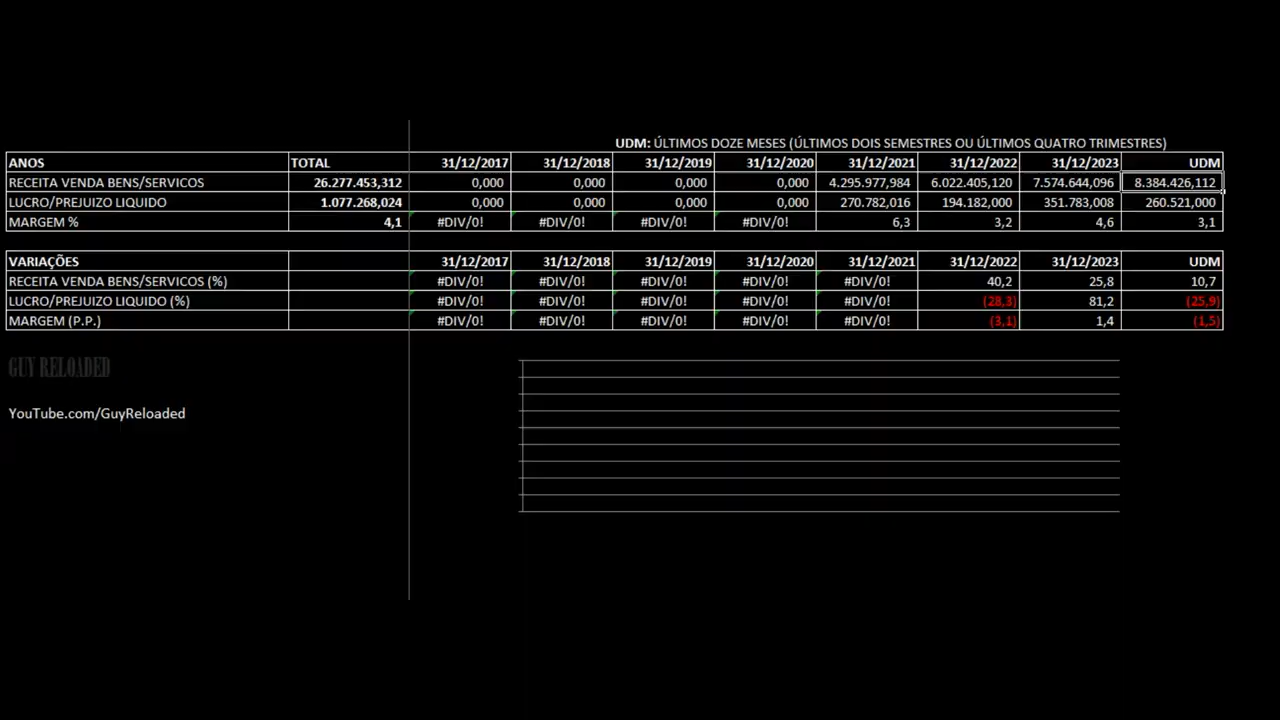 UDM: ÚLTIMOS DOZE MESES (ÚLTIMOS DOIS SEMESTRES OU ÚLTIMOS QUATRO TRIMESTRES)
ANOS TOTAL 31/12/2017 31/12/2018 31/12/2019 31/12/2020 31/12/2021 31/12/2022 31/12/2023 UDM
RECEITA VENDA BENS/SERVICOS 26.277.453,312 0,000 0,000 0,000 0,000 4.295.977,984 6.022.405,120 7.574.644,096 8.384.426,112
LUCRO/PREJUIZO LIQUIDO 1.077.268,024 0,000 0,000 0,000 0,000 270.782,016 194.182,000 351.783,008 260.521,000
MARGEM % 4,1 #DIV/0! #DIV/0! #DIV/0! #DIV/0! 6,3 3,2 4,6 3,1
VARIAÇÕES 31/12/2017 31/12/2018 31/12/2019 31/12/2020 31/12/2021 31/12/2022 31/12/2023 UDM
RECEITA VENDA BENS/SERVICOS (%) #DIV/0! #DIV/0! #DIV/0! #DIV/0! #DIV/0! 40,2 25,8 10,7
LUCRO/PREJUIZO LIQUIDO (%) #DIV/0! #DIV/0! #DIV/0! #DIV/0! #DIV/0! (28,3) 81,2 (25,9)
MARGEM (P.P.) #DIV/0! #DIV/0! #DIV/0! #DIV/0! #DIV/0! (3,1) 1,4 (1,5)
GUY RELOADED
YouTube.com/GuyReloaded